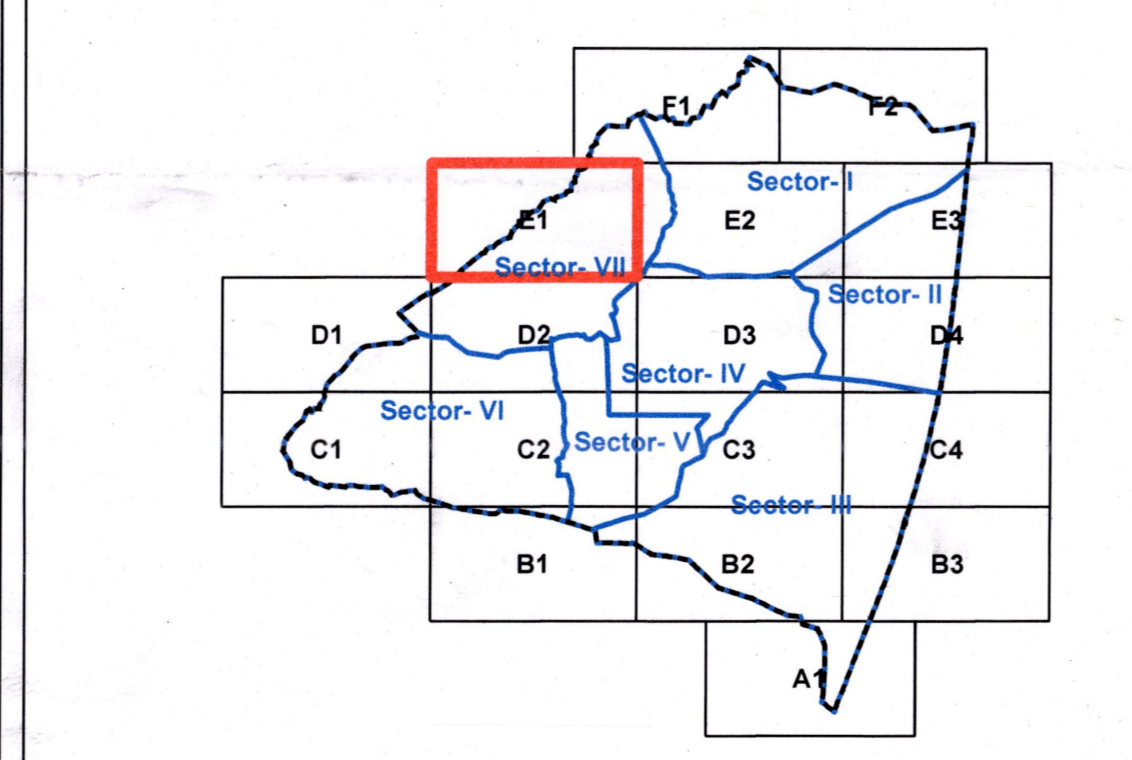 F1 F2
Sector- I
E1 E2 E3
Sector- VII
Sector- II
D1 D2 D3 D4
Sector- IV
Sector- VI
Sector- V
C1 C2 C3 C4
Sector- III
B1 B2 B3
A1